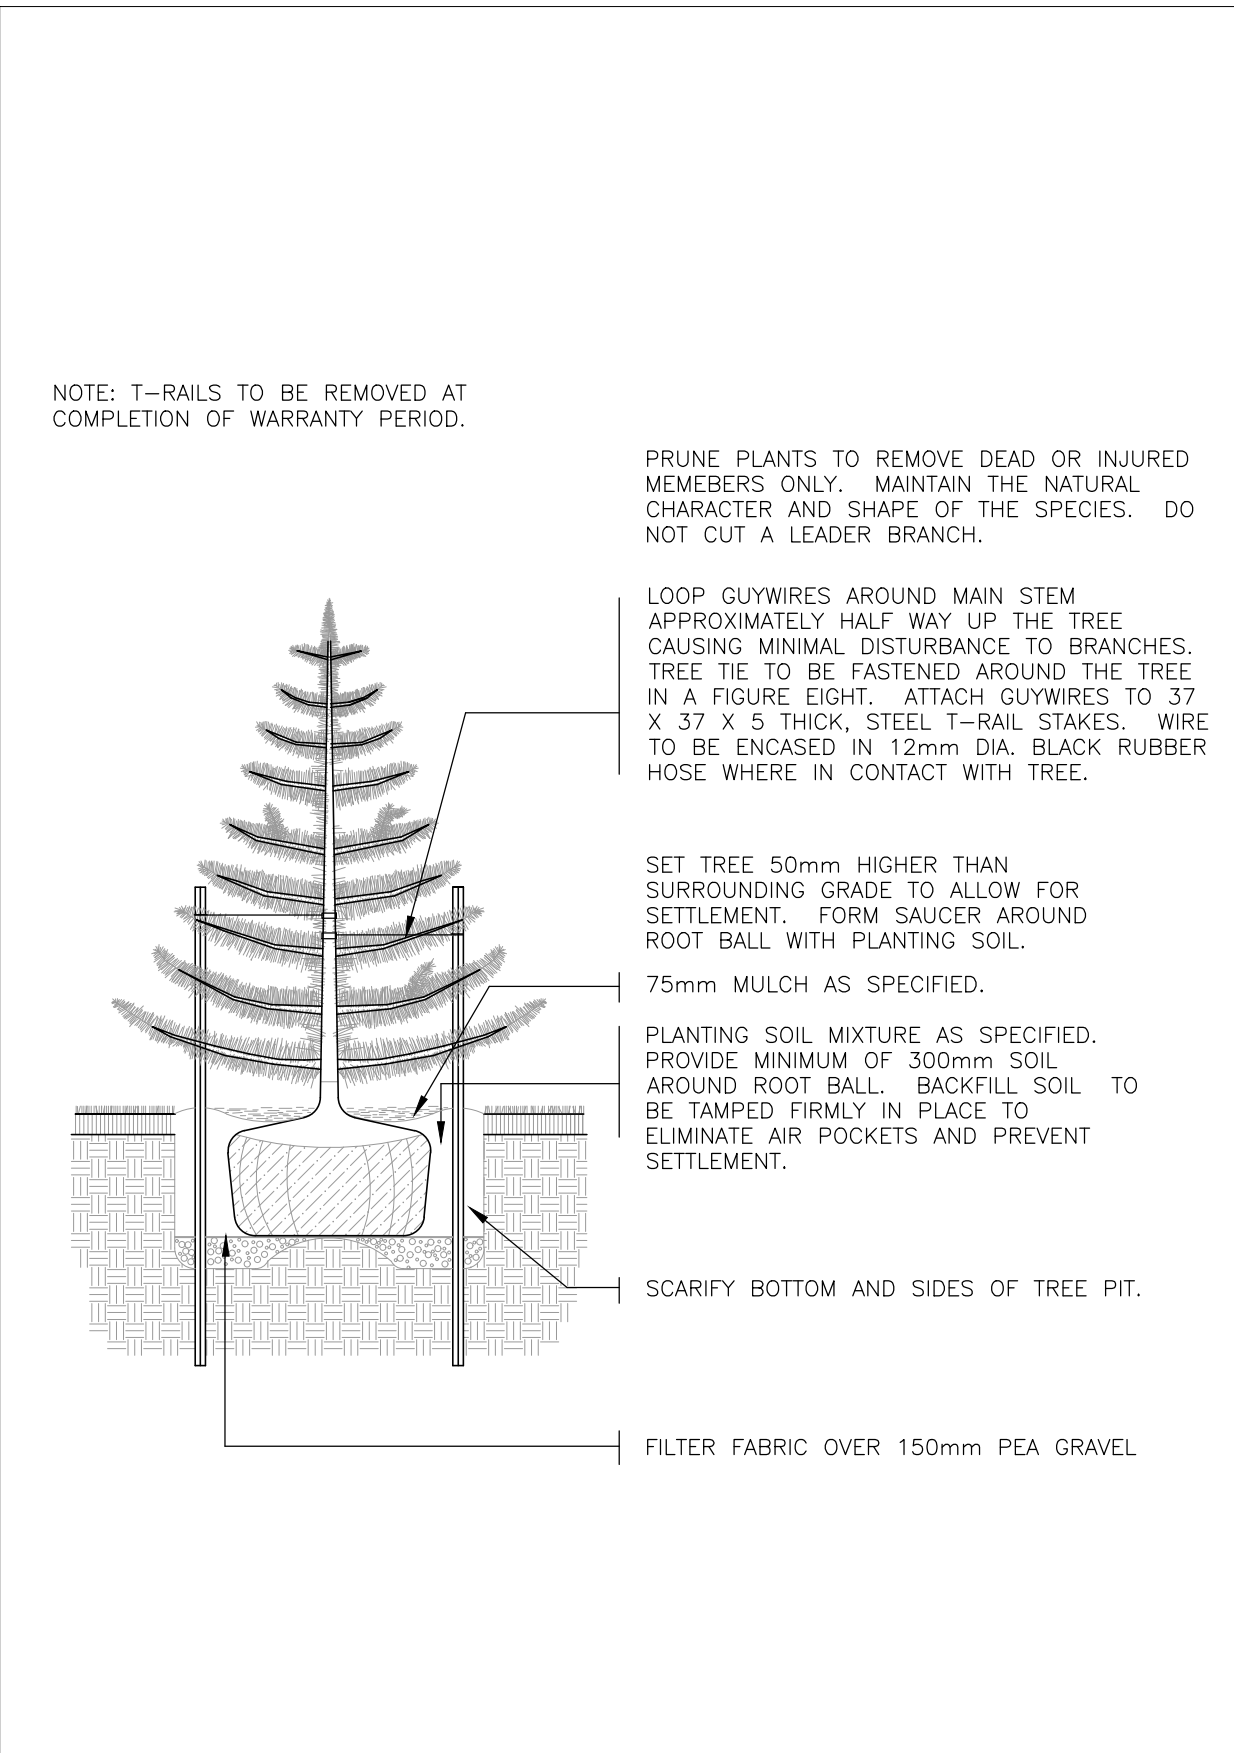 NOTE: T-RAILS TO BE REMOVED AT
COMPLETION OF WARRANTY PERIOD.
PRUNE PLANTS TO REMOVE DEAD OR INJURED
MEMEBERS ONLY. MAINTAIN THE NATURAL
CHARACTER AND SHAPE OF THE SPECIES. DO
NOT CUT A LEADER BRANCH.
LOOP GUYWIRES AROUND MAIN STEM
APPROXIMATELY HALF WAY UP THE TREE
CAUSING MINIMAL DISTURBANCE TO BRANCHES.
TREE TIE TO BE FASTENED AROUND THE TREE
IN A FIGURE EIGHT. ATTACH GUYWIRES TO 37
X 37 X 5 THICK, STEEL T-RAIL STAKES. WIRE
TO BE ENCASED IN 12mm DIA. BLACK RUBBER
HOSE WHERE IN CONTACT WITH TREE.
SET TREE 50mm HIGHER THAN
SURROUNDING GRADE TO ALLOW FOR
SETTLEMENT. FORM SAUCER AROUND
ROOT BALL WITH PLANTING SOIL.
75mm MULCH AS SPECIFIED.
PLANTING SOIL MIXTURE AS SPECIFIED.
PROVIDE MINIMUM OF 300mm SOIL
AROUND ROOT BALL. BACKFILL SOIL TO
BE TAMPED FIRMLY IN PLACE TO
ELIMINATE AIR POCKETS AND PREVENT
SETTLEMENT.
SCARIFY BOTTOM AND SIDES OF TREE PIT.
FILTER FABRIC OVER 150mm PEA GRAVEL